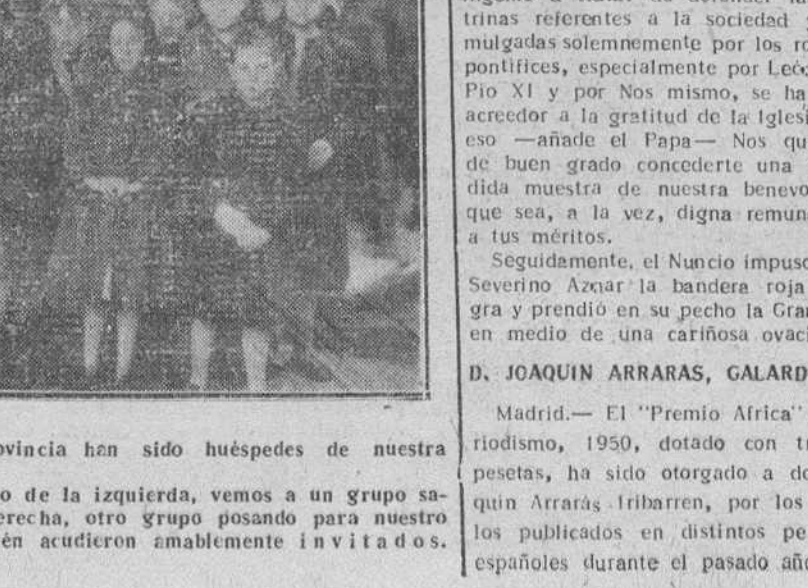 ovincia han sido huéspedes de nuestra
o de la izquierda, vemos a un grupo sa-
erecha, otro grupo posando para nuestro
én acudieron amablemente invitados.
trinas referentes a la sociedad
mulgadas solemnemente por los ro
pontífices, especialmente por León
Pío XI y por Nos mismo, se ha
acreedor a la gratitud de la Iglesi
eso —añade el Papa— Nos qu
de buen grado concederte una
dida muestra de nuestra benevo
que sea, a la vez, digna remun
a tus méritos.
Seguidamente, el Nuncio impuso
Severino Aznar la bandera roja
gra y prendió en su pecho la Gran
en medio de una cariñosa ovaci
D. JOAQUIN ARRARAS, GALARD
Madrid.— El "Premio Africa"
riodismo, 1950, dotado con tr
pesetas, ha sido otorgado a do
quín Arrarás Iribarren, por los
los publicados en distintos pe
españoles durante el pasado añ